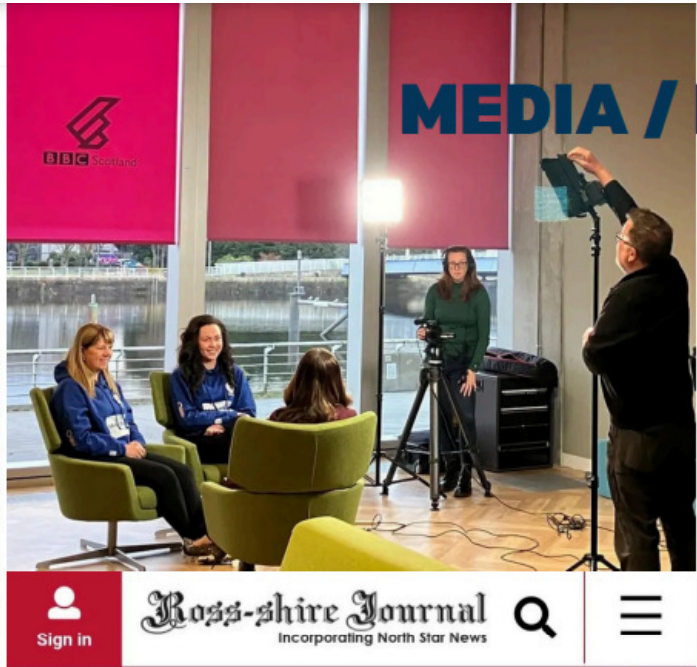 MEDIA /
BBC Scotland
Sign in
Ross-shire Journal
Incorporating North Star News